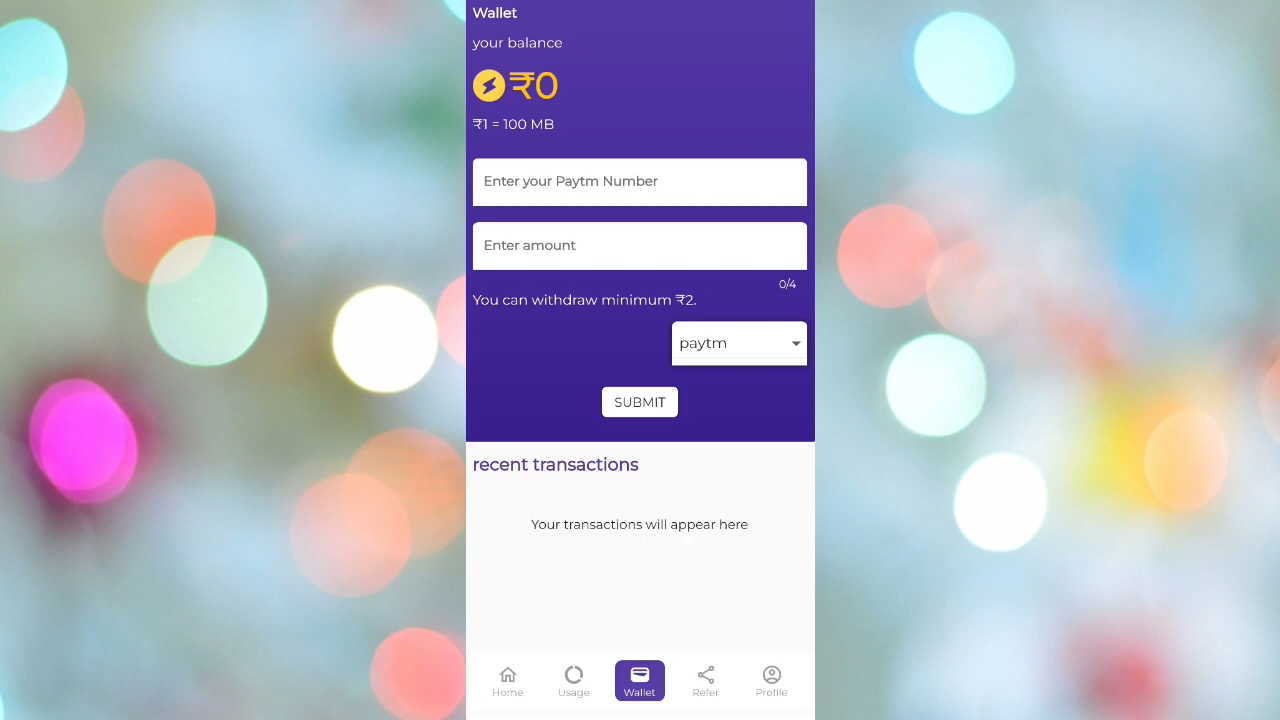 Wallet
your balance
₹0
₹1 = 100 MB
Enter your Paytm Number
Enter amount
0/4
You can withdraw minimum ₹2.
paytm
SUBMIT
recent transactions
Your transactions will appear here
Home Usage Wallet Refer Profile